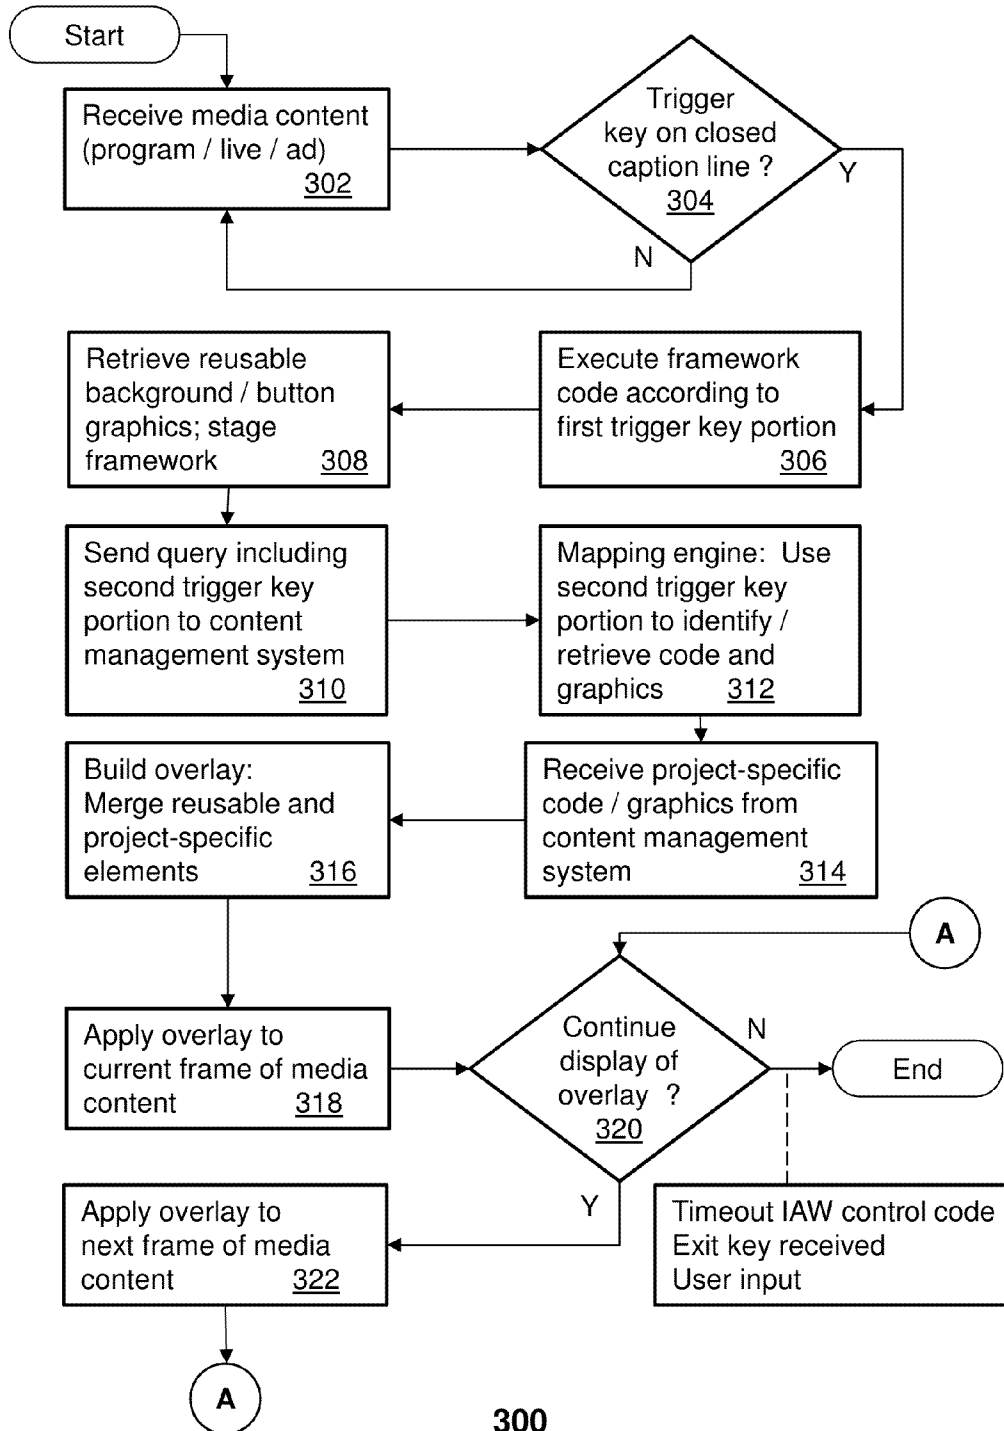 Start
Receive media content
(program / live / ad)
302
Trigger
key on closed
caption line ?
304
Y
N
Execute framework
code according to
first trigger key portion
306
Retrieve reusable
background / button
graphics; stage
framework 308
Send query including
second trigger key
portion to content
management system
310
Mapping engine: Use
second trigger key
portion to identify /
retrieve code and
graphics 312
Receive project-specific
code / graphics from
content management
system 314
Build overlay:
Merge reusable and
project-specific
elements 316
A
Apply overlay to
current frame of media
content 318
Continue
display of
overlay ?
320
N
End
Y
Timeout IAW control code
Exit key received
User input
Apply overlay to
next frame of media
content 322
A
300